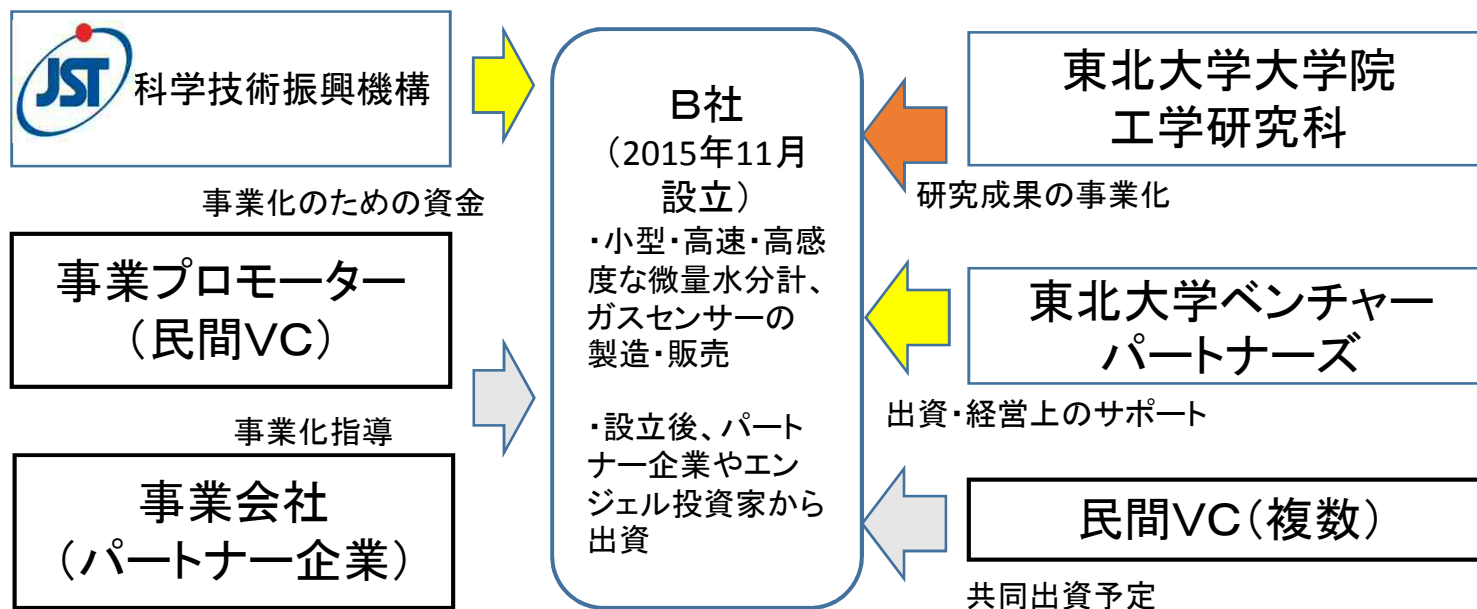 JST
科学技術振興機構
事業化のための資金
事業プロモーター
（民間VC）
事業化指導
事業会社
（パートナー企業）
B社
（2015年11月
設立）
・小型・高速・高感
度な微量水分計、
ガスセンサーの
製造・販売
・設立後、パート
ナー企業やエン
ジェル投資家から
出資
東北大学大学院
工学研究科
研究成果の事業化
東北大学ベンチャー
パートナーズ
出資・経営上のサポート
民間VC（複数）
共同出資予定